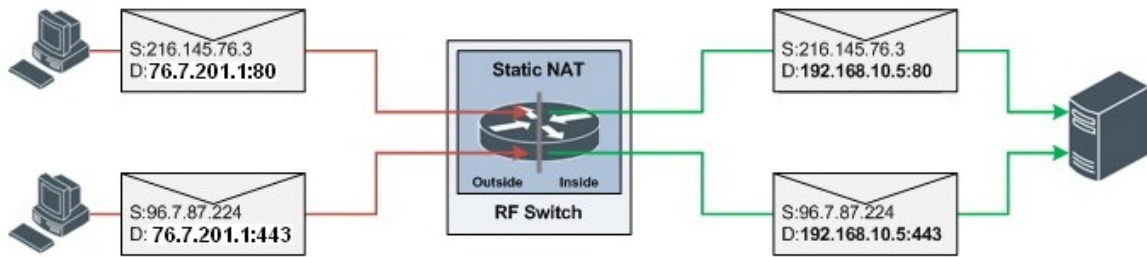 S:216.145.76.3
D: 76.7.201.1:80
Static NAT
S:216.145.76.3
D:192.168.10.5:80
S:96.7.87.224
D: 76.7.201.1:443
Outside
Inside
RF Switch
S:96.7.87.224
D:192.168.10.5:443